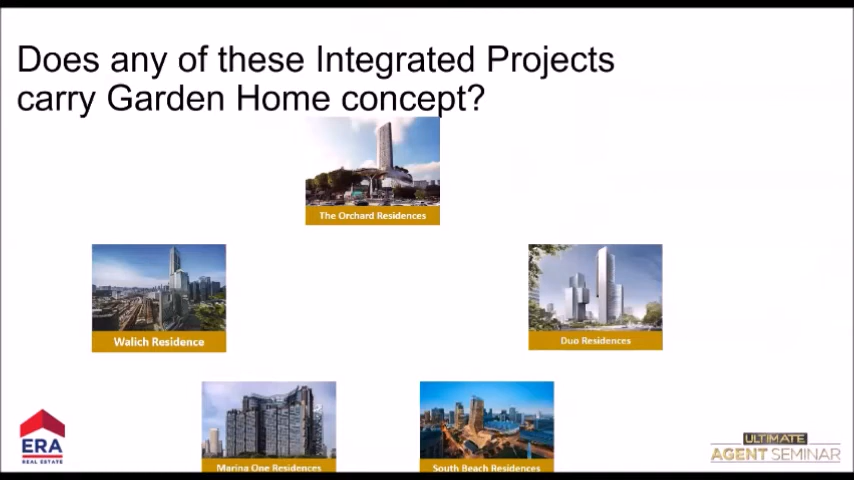 Does any of these Integrated Projects
carry Garden Home concept?
The Orchard Residences
Walich Residence
Duo Residences
Marina One Residences
South Beach Residences
ERA
REAL ESTATE
ULTIMATE
AGENT SEMINAR